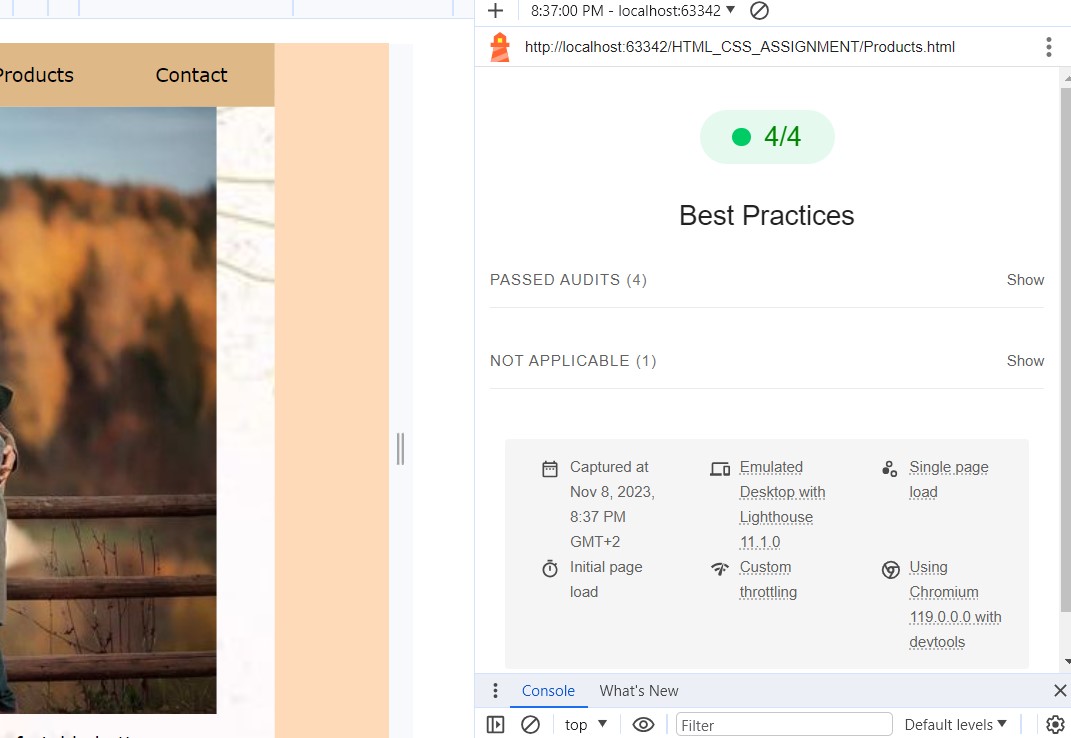 8:37:00 PM - localhost:63342
http://localhost:63342/HTML_CSS_ASSIGNMENT/Products.html
Products Contact
4/4
Best Practices
PASSED AUDITS (4) Show
NOT APPLICABLE (1) Show
Captured at
Nov 8, 2023,
8:37 PM
GMT+2
Emulated
Desktop with
Lighthouse
11.1.0
Single page
load
Initial page
load
Custom
throttling
Using
Chromium
119.0.0.0 with
devtools
Console What's New
top Filter Default levels